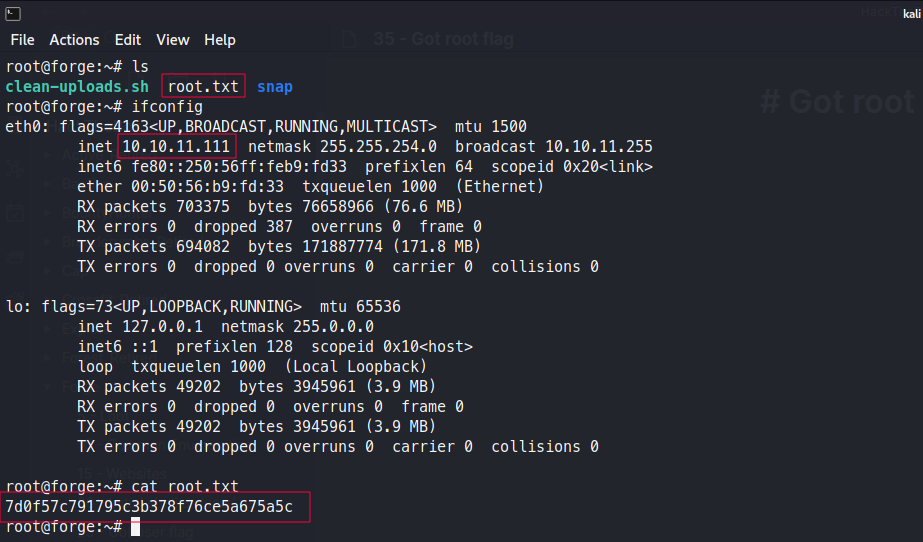 HackTh
kali
File Actions Edit View Help
35 - Got root flag
root@forge:~# ls
clean-uploads.sh root.txt snap
# Got root
root@forge:~# ifconfig
eth0: flags=4163<UP,BROADCAST,RUNNING,MULTICAST> mtu 1500
inet 10.10.11.111 netmask 255.255.254.0 broadcast 10.10.11.255
inet6 fe80::250:56ff:feb9:fd33 prefixlen 64 scopeid 0x20<link>
ether 00:50:56:b9:fd:33 txqueuelen 1000 (Ethernet)
RX packets 703375 bytes 76658966 (76.6 MB)
RX errors 0 dropped 387 overruns 0 frame 0
TX packets 694082 bytes 171887774 (171.8 MB)
TX errors 0 dropped 0 overruns 0 carrier 0 collisions 0
lo: flags=73<UP,LOOPBACK,RUNNING> mtu 65536
inet 127.0.0.1 netmask 255.0.0.0
inet6 ::1 prefixlen 128 scopeid 0x10<host>
loop txqueuelen 1000 (Local Loopback)
RX packets 49202 bytes 3945961 (3.9 MB)
RX errors 0 dropped 0 overruns 0 frame 0
TX packets 49202 bytes 3945961 (3.9 MB)
TX errors 0 dropped 0 overruns 0 carrier 0 collisions 0
15 - Websites
root@forge:~# cat root.txt
7d0f57c791795c3b378f76ce5a675a5c
root@forge:~#
user flag